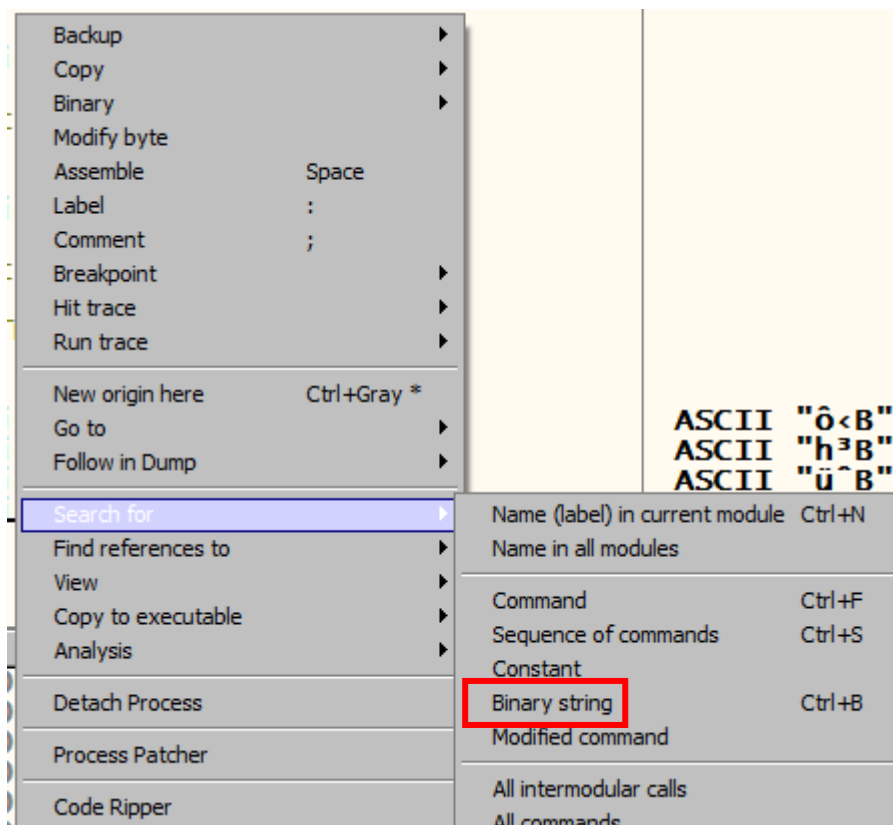 Backup
Copy
Binary
Modify byte
Assemble Space
Label :
Comment ;
Breakpoint
Hit trace
Run trace
New origin here Ctrl+Gray *
Go to
Follow in Dump
Search for
Find references to
View
Copy to executable
Analysis
Detach Process
Process Patcher
Code Ripper
ASCII "ô<B"
ASCII "h³B"
ASCII "üˆB"
Name (label) in current module Ctrl+N
Name in all modules
Command Ctrl+F
Sequence of commands Ctrl+S
Constant
Binary string Ctrl+B
Modified command
All intermodular calls
All commands